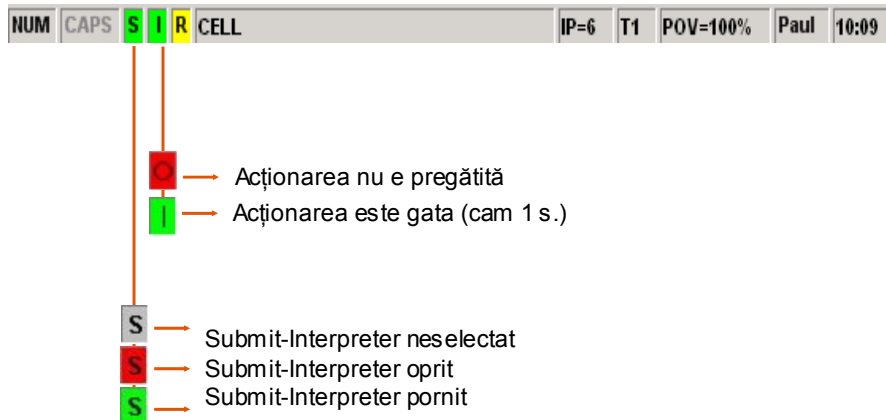 NUM CAPS S I R CELL IP=6 T1 POV=100% Paul 10:09
O Acționarea nu e pregătită
I Acționarea este gata (cam 1 s.)
S Submit-Interpreter neselectat
S Submit-Interpreter oprit
S Submit-Interpreter pornit